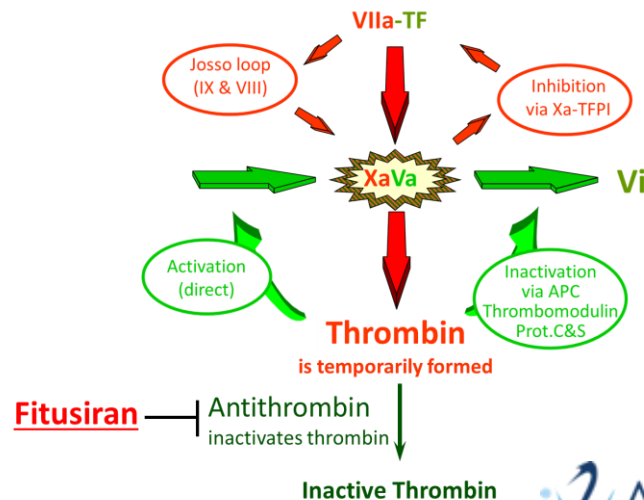 VIIa-TF
Josso loop
(IX & VIII)
Inhibition
via Xa-TFPI
XaVa
Vi
Activation
(direct)
Inactivation
via APC
Thrombomodulin
Prot.C&S
Thrombin
is temporarily formed
Fitusiran
Antithrombin
inactivates thrombin
Inactive Thrombin